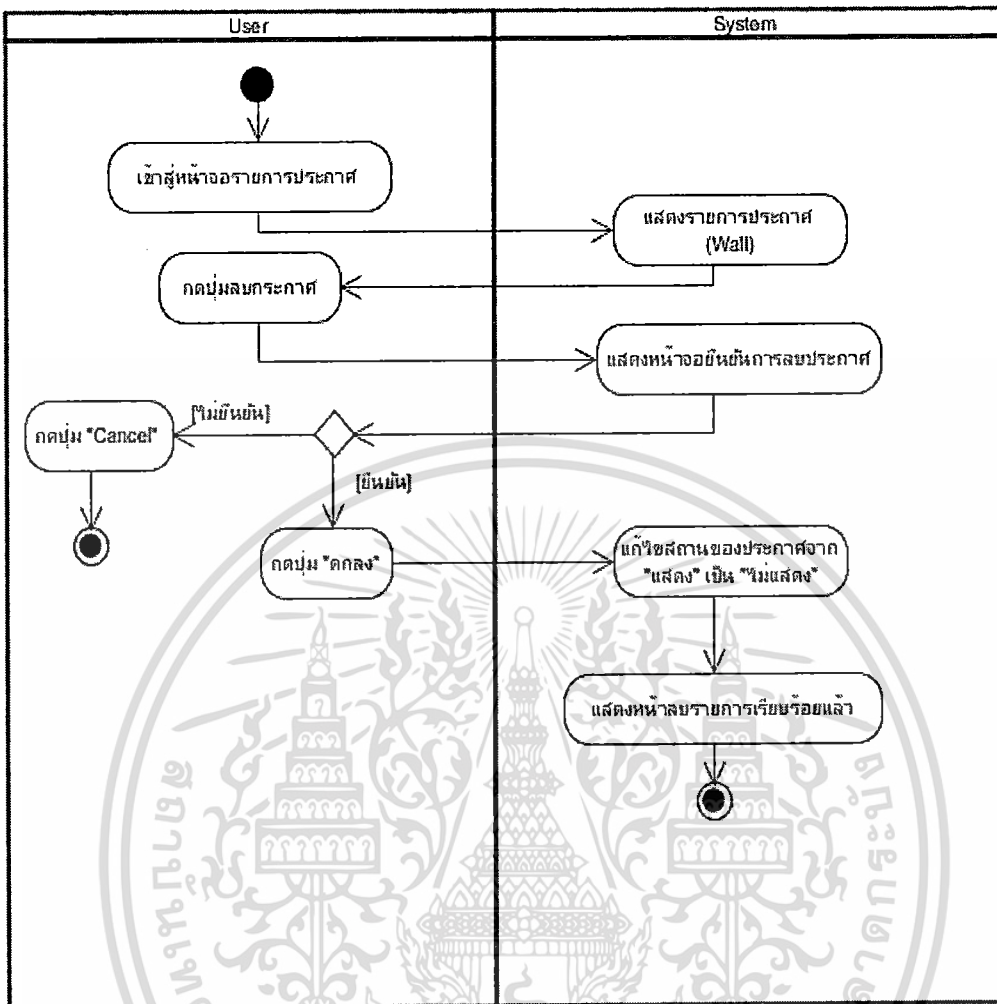 User
System
เข้าสู่หน้าจอรายการประกาศ
แสดงรายการประกาศ
(Wall)
กดปุ่มลบกระกาศ
แสดงหน้าจอยืนยันการลบประกาศ
[ไม่ยืนยัน]
กดปุ่ม "Cancel"
[ยืนยัน]
กดปุ่ม "ตกลง"
แก้ไขสถานของประกาศจาก
"แสดง" เป็น "ไม่แสดง"
แสดงหน้าลบรายการเรียบร้อยแล้ว